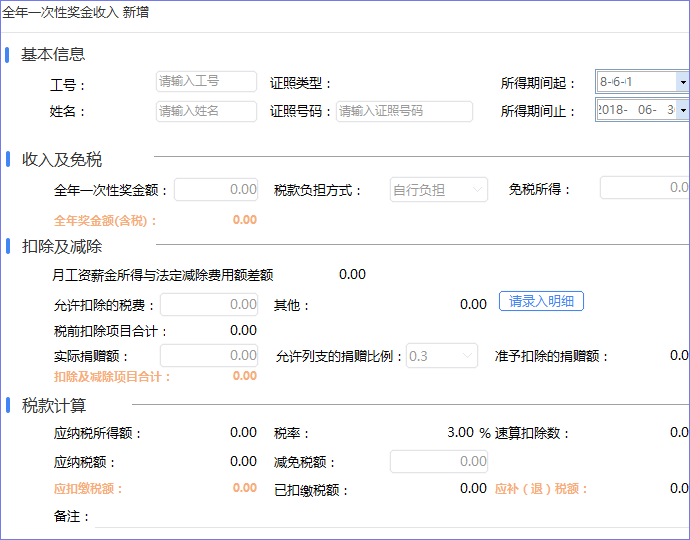 全年一次性奖金收入 新增
基本信息
工号： 请输入工号 证照类型： 所得期间起： 8-6-1
姓名： 请输入姓名 证照号码： 请输入证照号码 所得期间止： 2018- 06- 3
收入及免税
全年一次性奖金额： 0.00 税款负担方式： 自行负担 免税所得： 0.0
全年奖金额(含税)： 0.00
扣除及减除
月工资薪金所得与法定减除费用额差额 0.00
允许扣除的税费： 0.00 其他： 0.00 请录入明细
税前扣除项目合计： 0.00
实际捐赠额： 0.00 允许列支的捐赠比例： 0.3 准予扣除的捐赠额： 0.0
扣除及减除项目合计： 0.00
税款计算
应纳税所得额： 0.00 税率： 3.00 % 速算扣除数： 0.0
应纳税额： 0.00 减免税额： 0.00
应扣缴税额： 0.00 已扣缴税额： 0.00 应补（退）税额： 0.0
备注：